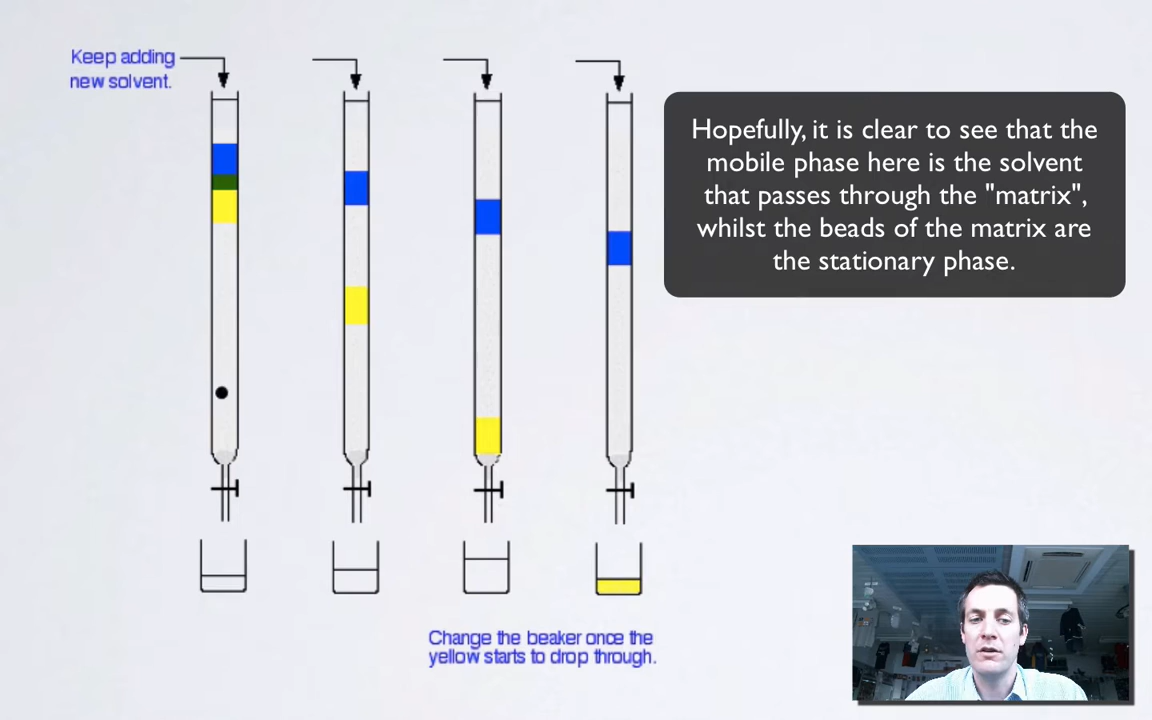 Keep adding
new solvent.
Hopefully, it is clear to see that the
mobile phase here is the solvent
that passes through the "matrix",
whilst the beads of the matrix are
the stationary phase.
Change the beaker once the
yellow starts to drop through.